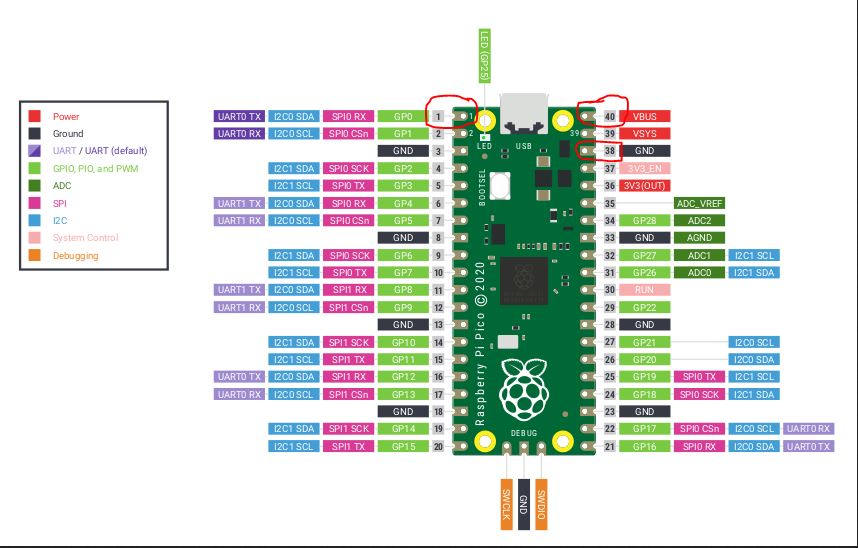 LED (GP25)
Power
Ground
UART / UART (default)
GPIO, PIO, and PWM
ADC
SPI
I2C
System Control
Debugging
UART0 TX I2C0 SDA SPI0 RX GP0 1 1 40 VBUS
UART0 RX I2C0 SCL SPI0 CSn GP1 2 2 39 39 VSYS
GND 3 LED USB 38 GND
I2C1 SDA SPI0 SCK GP2 4 37 3V3_EN
I2C1 SCL SPI0 TX GP3 5 BOOTSEL 36 3V3(OUT)
UART1 TX I2C0 SDA SPI0 RX GP4 6 35 ADC_VREF
UART1 RX I2C0 SCL SPI0 CSn GP5 7 34 GP28 ADC2
GND 8 33 GND AGND
I2C1 SDA SPI0 SCK GP6 9 32 GP27 ADC1 I2C1 SCL
I2C1 SCL SPI0 TX GP7 10 31 GP26 ADC0 I2C1 SDA
UART1 TX I2C0 SDA SPI1 RX GP8 11 30 RUN
UART1 RX I2C0 SCL SPI1 CSn GP9 12 29 GP22
GND 13 28 GND
I2C1 SDA SPI1 SCK GP10 14 27 GP21 I2C0 SCL
I2C1 SCL SPI1 TX GP11 15 26 GP20 I2C0 SDA
UART0 TX I2C0 SDA SPI1 RX GP12 16 25 GP19 SPI0 TX I2C1 SCL
UART0 RX I2C0 SCL SPI1 CSn GP13 17 24 GP18 SPI0 SCK I2C1 SDA
GND 18 23 GND
I2C1 SDA SPI1 SCK GP14 19 22 GP17 SPI0 CSn I2C0 SCL UART0 RX
I2C1 SCL SPI1 TX GP15 20 21 GP16 SPI0 RX I2C0 SDA UART0 TX
Raspberry Pi Pico © 2020
DEBUG
SWCLK GND SWDIO